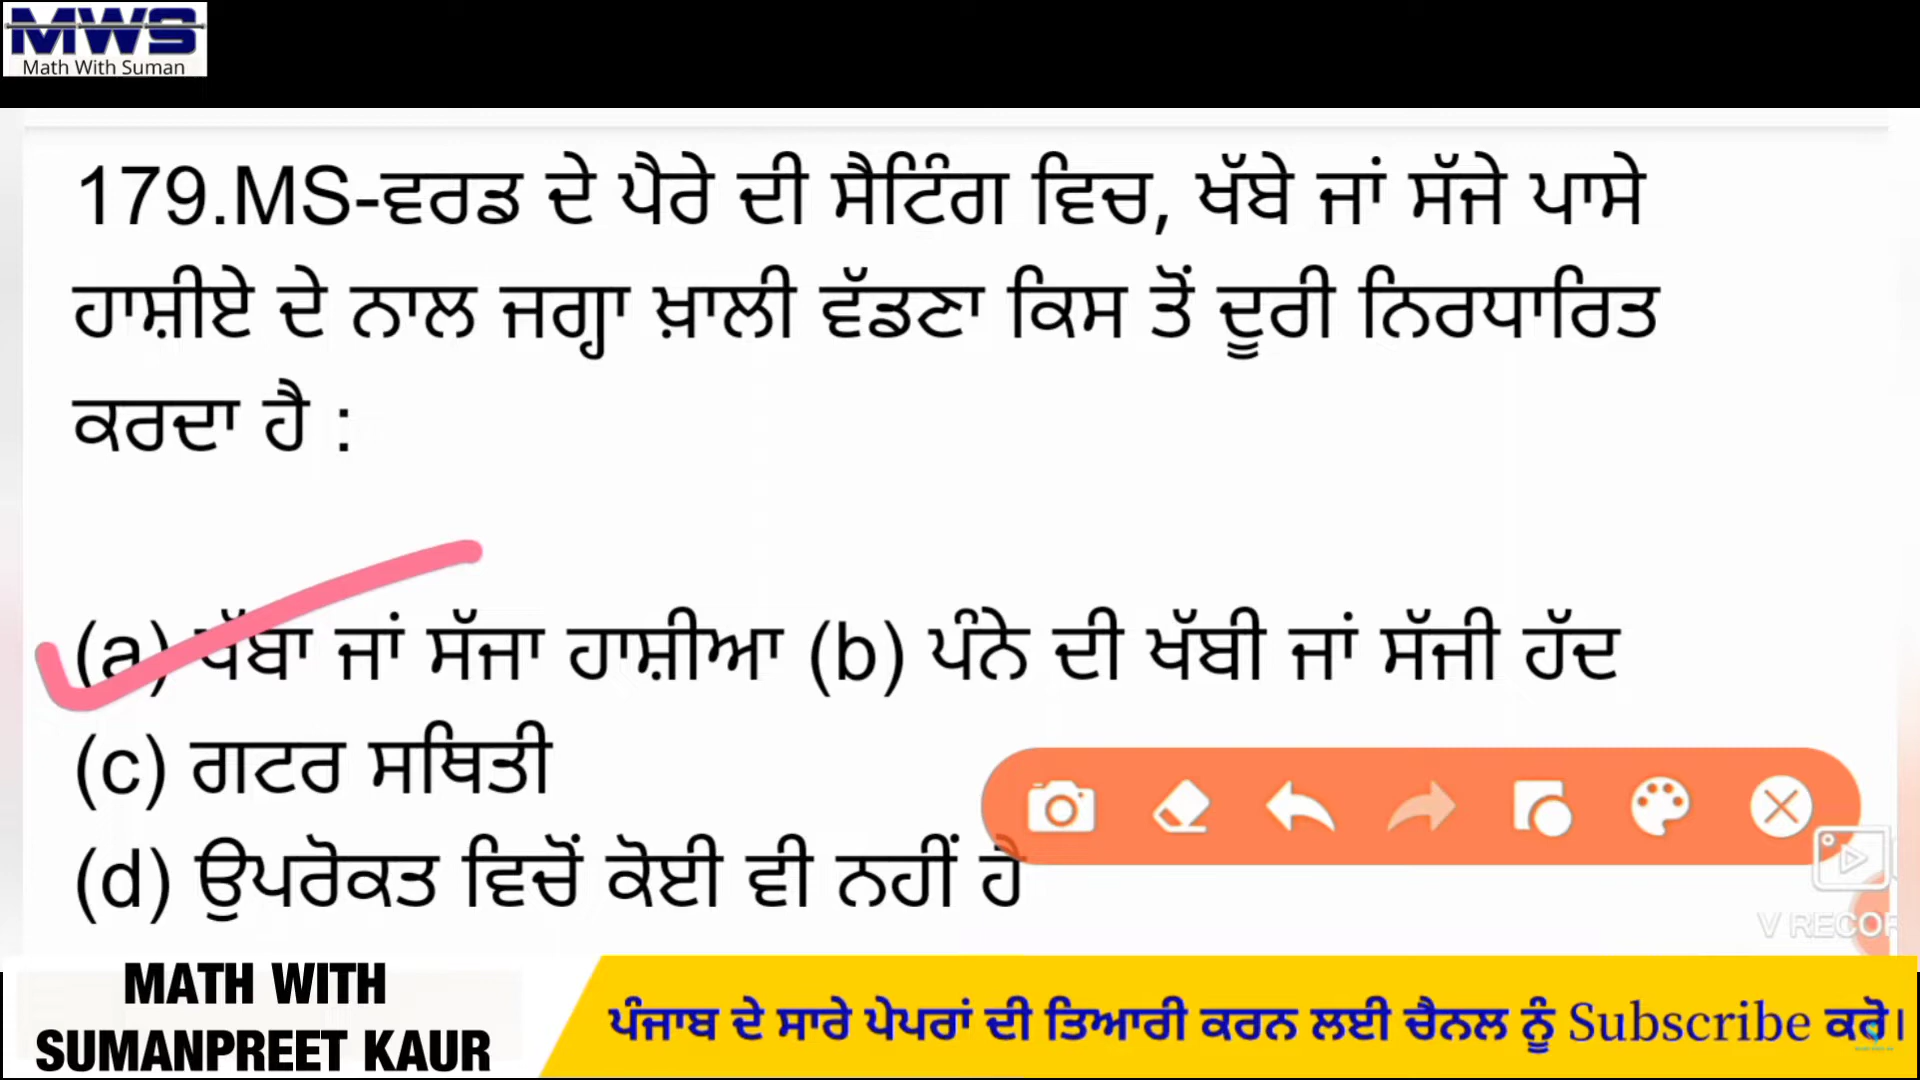 MWS
Math With Suman
179.MS-ਵਰਡ ਦੇ ਪੈਰੇ ਦੀ ਸੈਟਿੰਗ ਵਿਚ, ਖੱਬੇ ਜਾਂ ਸੱਜੇ ਪਾਸੇ
ਹਾਸ਼ੀਏ ਦੇ ਨਾਲ ਜਗ੍ਹਾ ਖ਼ਾਲੀ ਵੱਡਣਾ ਕਿਸ ਤੋਂ ਦੂਰੀ ਨਿਰਧਾਰਿਤ
ਕਰਦਾ ਹੈ :
(a) ਖੱਬਾ ਜਾਂ ਸੱਜਾ ਹਾਸ਼ੀਆ (b) ਪੰਨੇ ਦੀ ਖੱਬੀ ਜਾਂ ਸੱਜੀ ਹੱਦ
(c) ਗਟਰ ਸਥਿਤੀ
(d) ਉਪਰੋਕਤ ਵਿਚੋਂ ਕੋਈ ਵੀ ਨਹੀਂ ਹੈ
V RECOR
MATH WITH
SUMANPREET KAUR
ਪੰਜਾਬ ਦੇ ਸਾਰੇ ਪੇਪਰਾਂ ਦੀ ਤਿਆਰੀ ਕਰਨ ਲਈ ਚੈਨਲ ਨੂੰ Subscribe ਕਰੋ।